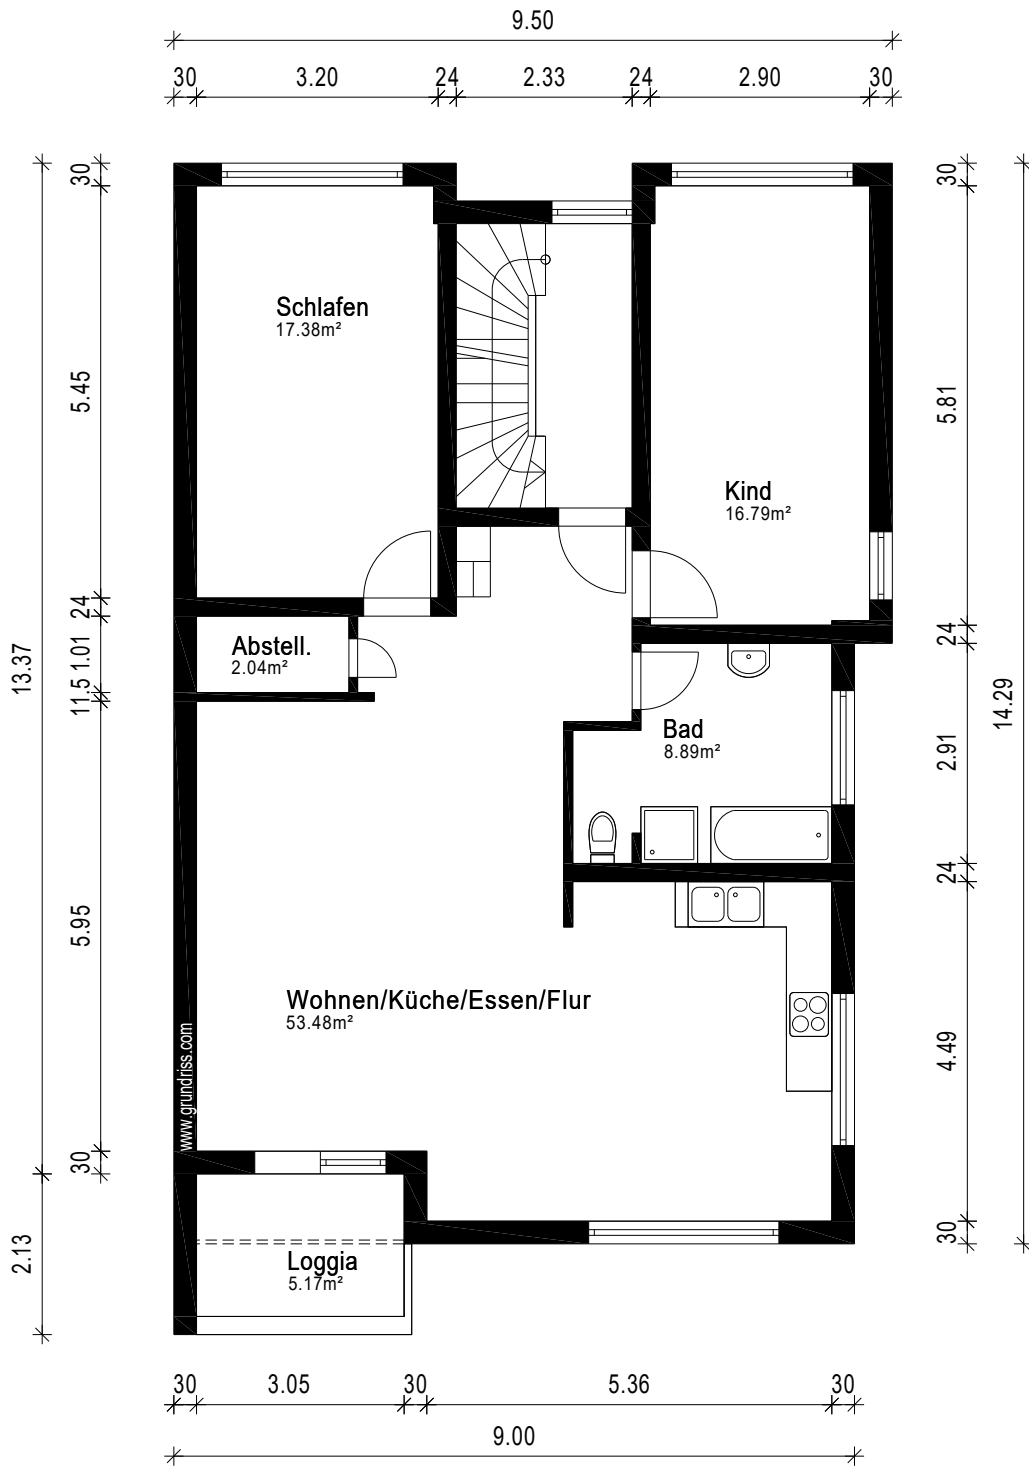 9.50
30 3.20 24 2.33 24 2.90 30
30
30
Schlafen
17.38m²
5.45
5.81
Kind
16.79m²
24
24
Abstell.
2.04m²
1.01
11.5
13.37
14.29
Bad
8.89m²
2.91
24
5.95
Wohnen/Küche/Essen/Flur
53.48m²
4.49
www.grundriss.com
30
30
2.13
Loggia
5.17m²
30 3.05 30 5.36 30
9.00